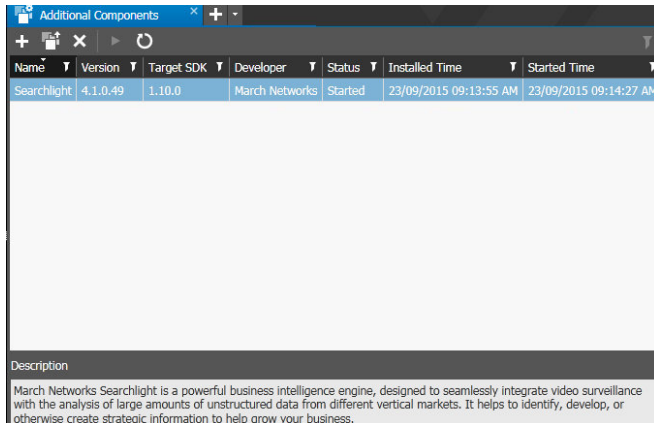 Additional Components
Name Version Target SDK Developer Status Installed Time Started Time
Searchlight 4.1.0.49 1.10.0 March Networks Started 23/09/2015 09:13:55 AM 23/09/2015 09:14:27 AM
Description
March Networks Searchlight is a powerful business intelligence engine, designed to seamlessly integrate video surveillance
with the analysis of large amounts of unstructured data from different vertical markets. It helps to identify, develop, or
otherwise create strategic information to help grow your business.